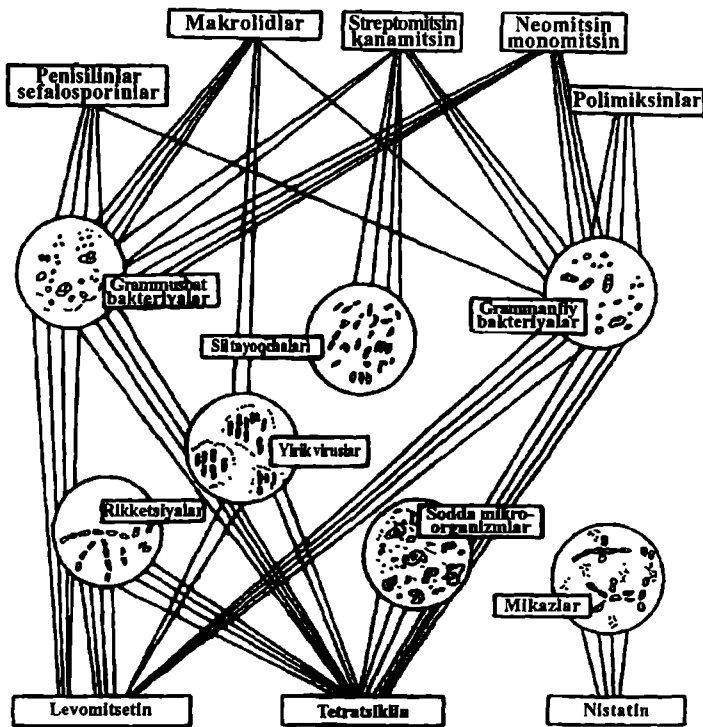 Makrolidlar
Streptomitsin
kanamitsin
Neomitsin
monomitsin
Penisilinlar
sefalosporinlar
Polimiksinlar
Grammusbat
bakteriyalar
Grammanfiy
bakteriyalar
Sil tayoqchalari
Yirik viruslar
Rikketsiyalar
Sodda mikro-
organizmlar
Mikazlar
Levomitsetin
Tetratsiklin
Nistatin